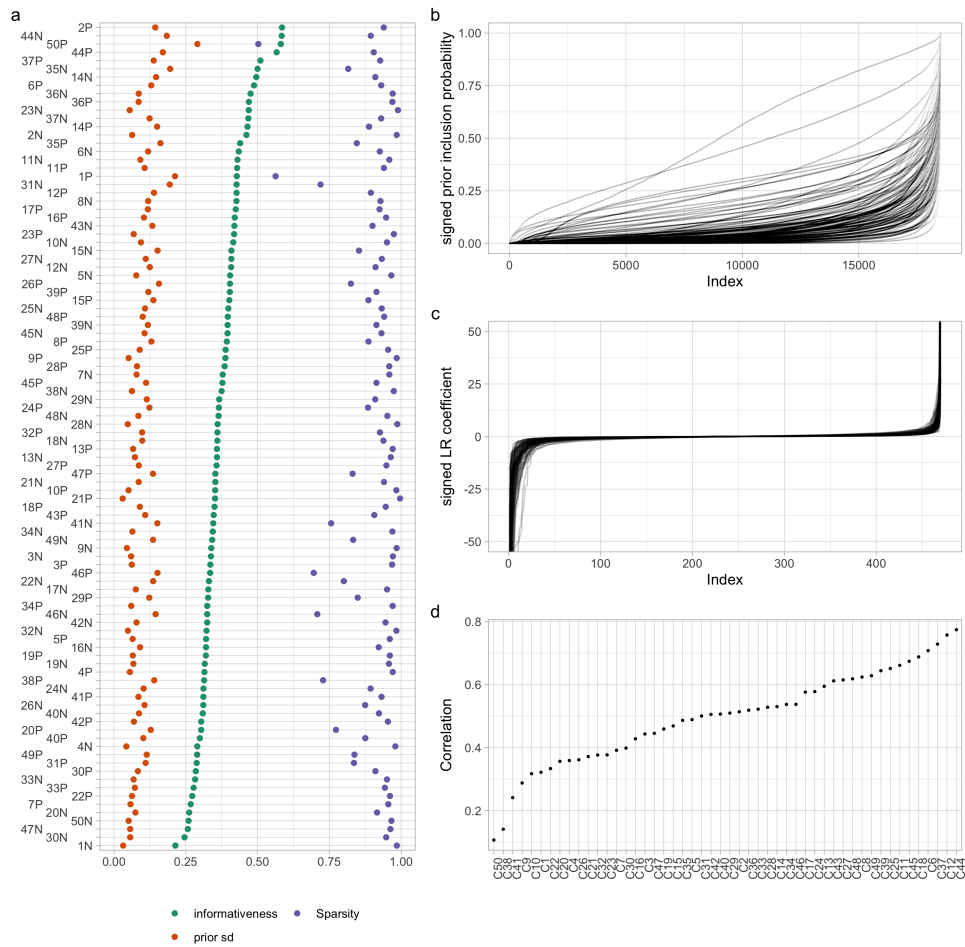 a
2P
44N
50P
44P
37P
35N
14N
6P
36N
36P
23N
37N
14P
2N
35P
6N
11N
11P
1P
31N
12P
8N
17P
16P
43N
23P
10N
15N
27N
12N
5N
26P
39P
15P
25N
48P
39N
45N
8P
25P
9P
28P
7N
45P
38N
29N
24P
48N
28N
32P
18N
13P
13N
27P
47P
21N
10P
21P
18P
43P
41N
34N
49N
9N
3N
3P
46P
22N
17N
29P
34P
46N
42N
32N
5P
16N
19P
19N
4P
38P
24N
41P
26N
40N
42P
20P
40P
4N
49P
31P
30P
33N
33P
22P
7P
20N
50N
47N
30N
1N
0.00 0.25 0.50 0.75 1.00
informativeness
Sparsity
prior sd
b
signed prior inclusion probability
1.00
0.75
0.50
0.25
0.00
0 5000 10000 15000
Index
c
signed LR coefficient
50
25
0
-25
-50
0 100 200 300 400
Index
d
Correlation
0.8
0.6
0.4
0.2
C50 C38 C41 C9 C10 C1 C22 C20 C4 C26 C21 C32 C23 C7 C30 C16 C3 C47 C19 C15 C35 C5 C31 C42 C40 C29 C2 C36 C33 C28 C14 C34 C46 C17 C24 C13 C43 C27 C48 C8 C49 C39 C25 C11 C45 C18 C6 C37 C12 C44